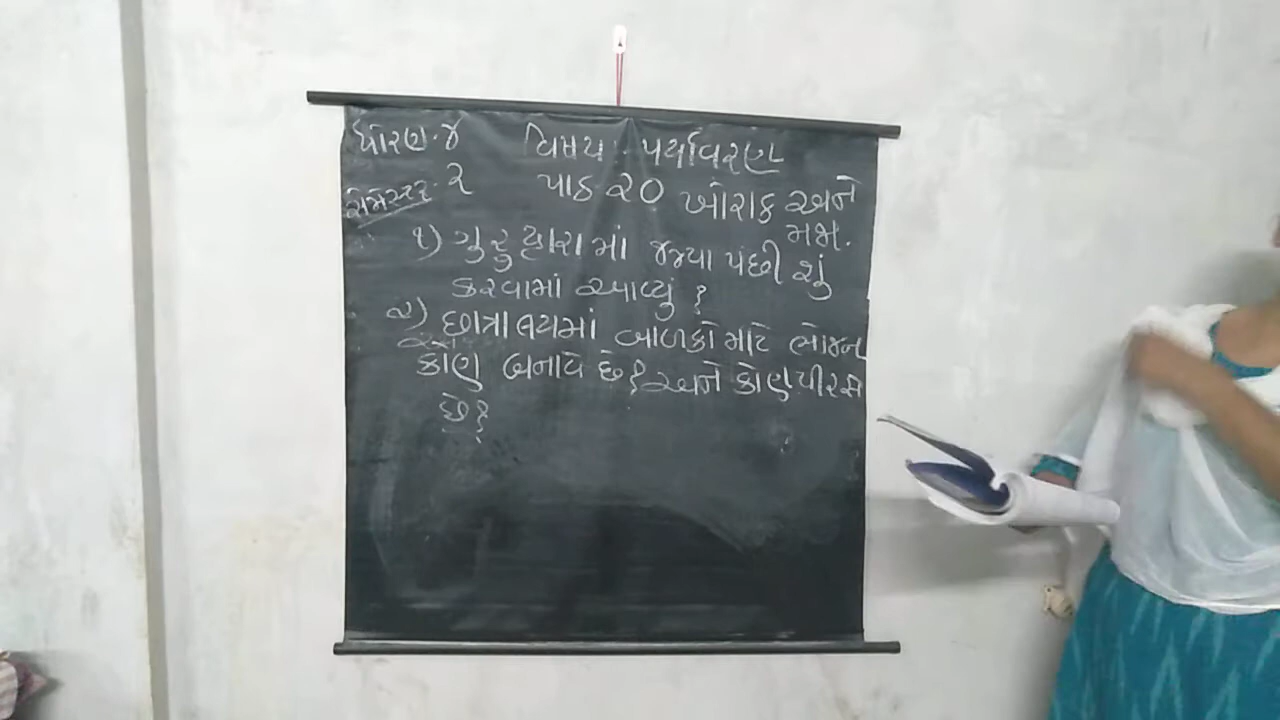 ધોરણ.૪ વિષય : પર્યાવરણ
સેમેસ્ટર.૨ પાઠ ૨૦ ખોરાક અને
મજા.
૧) ગુરુદ્વારામાં જમ્યા પછી શું
કરવામાં આવ્યું ?
૨) છાત્રાલયમાં બાળકો માટે ભોજન
કોણ બનાવે છે? અને કોણ પીરસે
છે?